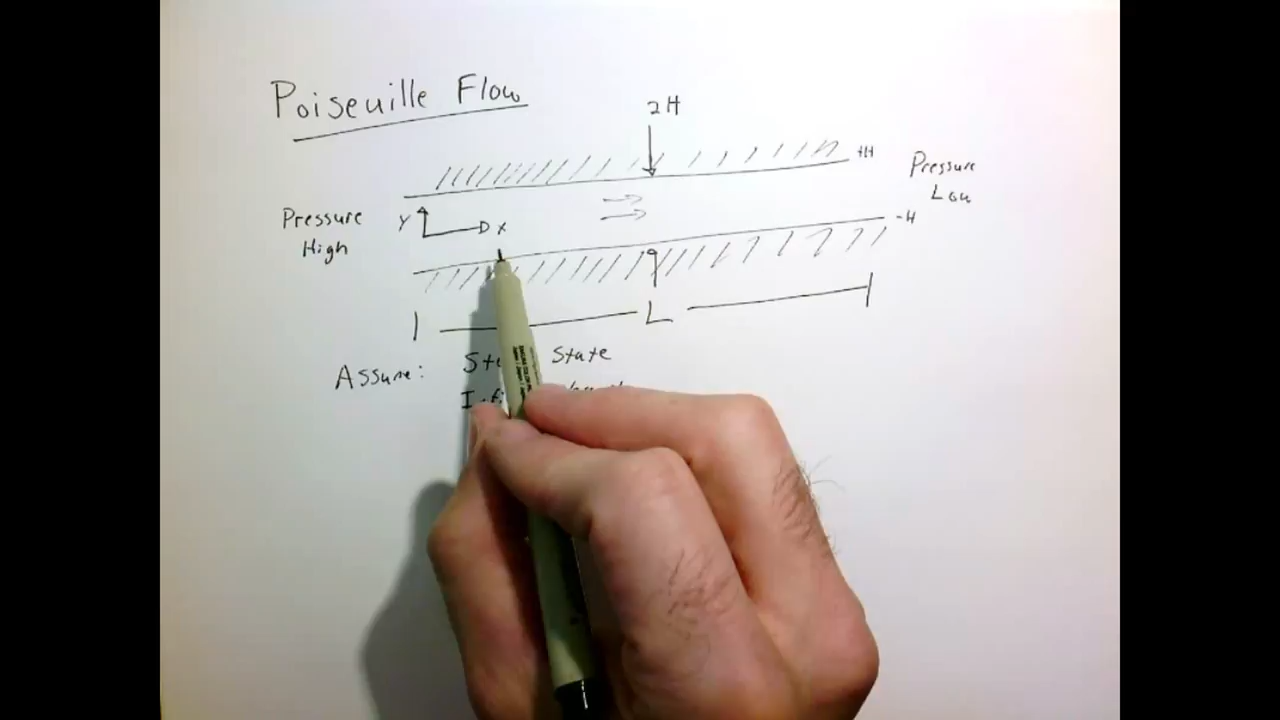 Poiseuille Flow
2H
+H
Pressure High
Y
X
Pressure Low
-H
L
Assume:
State